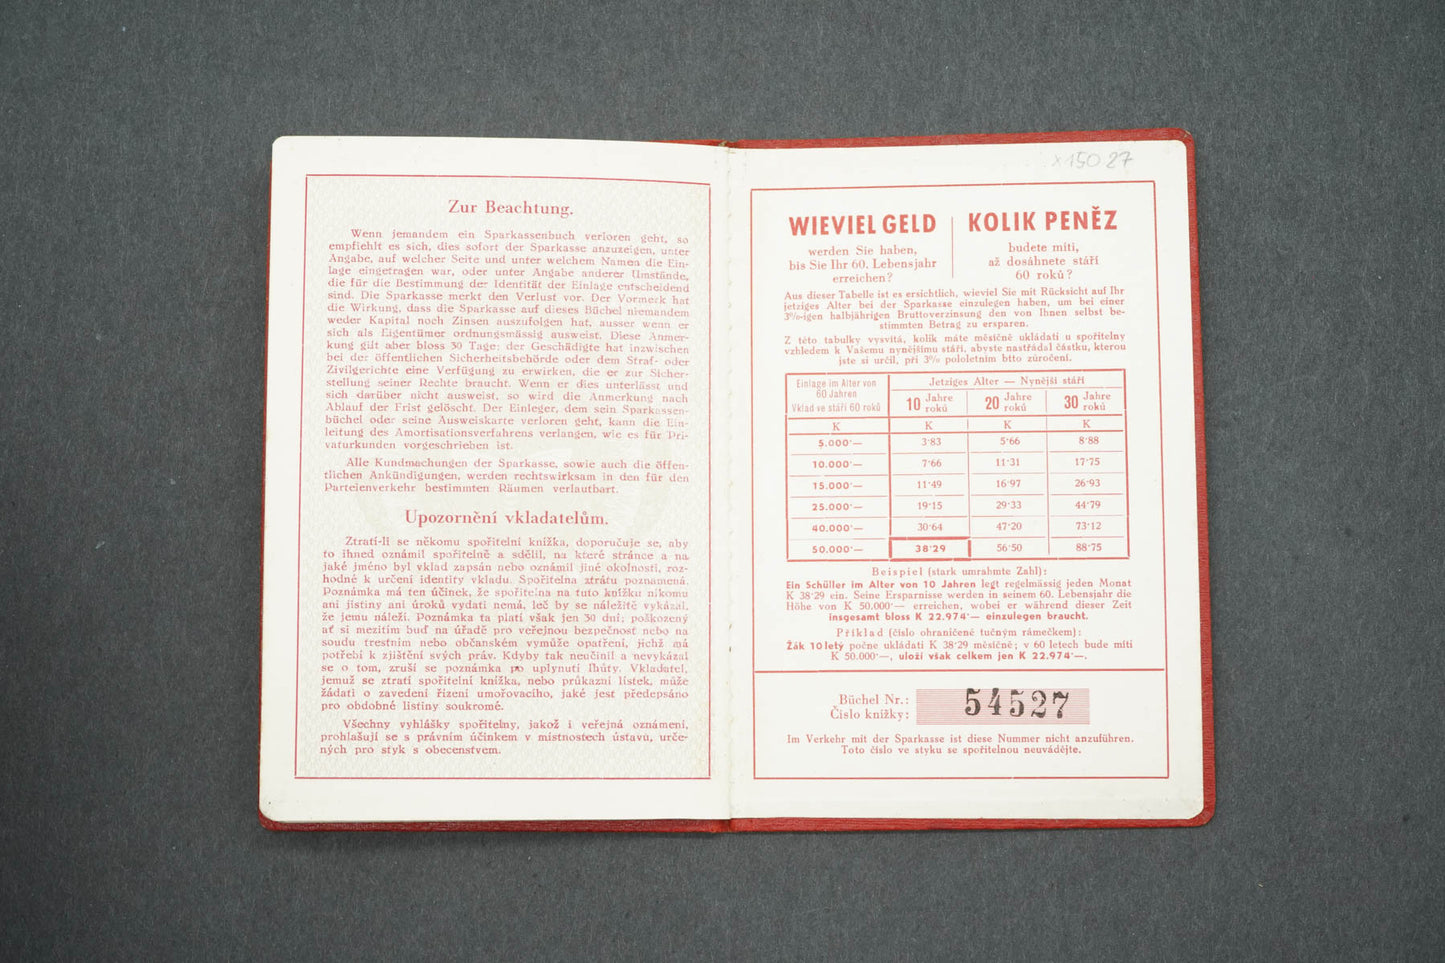 Zur Beachtung.
Wenn jemandem ein Sparkassenbuch verloren geht, so
empfiehlt es sich, dies sofort der Sparkasse anzuzeigen, unter
Angabe, auf welcher Seite und unter welchem Namen die Ein-
lage eingetragen war, oder unter Angabe anderer Umstände,
die für die Bestimmung der Identität der Einlage entscheidend
sind. Die Sparkasse merkt den Verlust vor. Der Vormerk hat
die Wirkung, dass die Sparkasse auf dieses Büchel niemandem
weder Kapital noch Zinsen auszufolgen hat, ausser wenn er
sich als Eigentümer ordnungsmässig ausweist. Diese Anmer-
kung gilt aber bloss 30 Tage: der Geschädigte hat inzwischen
bei der öffentlichen Sicherheitsbehörde oder dem Straf- oder
Zivilgerichte eine Verfügung zu erwirken, die er zur Sicher-
stellung seiner Rechte braucht. Wenn er dies unterlässt und
sich darüber nicht ausweist, so wird die Anmerkung nach
Ablauf der Frist gelöscht. Der Einleger, dem sein Sparkassen-
büchel oder seine Ausweiskarte verloren geht, kann die Ein-
leitung des Amortisationsverfahrens verlangen, wie es für Pri-
vaturkunden vorgeschrieben ist.
Alle Kundmachungen der Sparkasse, sowie auch die öffen-
tlichen Ankündigungen, werden rechtswirksam in den für den
Parteienverkehr bestimmten Räumen verlautbart.
Upozornění vkladatelům.
Ztratí-li se někomu spořitelní knížka, doporučuje se, aby
to ihned oznámil spořitelně a sdělil, na které stránce a na
jaké jméno byl vklad zapsán nebo oznámil jiné okolnosti, roz-
hodné k určení identity vkladu. Spořitelna ztrátu poznamená.
Poznámka má ten účinek, že spořitelna na tuto knížku nikomu
ani jistiny ani úroků vydati nemá, leč by se náležitě vykázal,
že jemu náleží. Poznámka ta platí však jen 30 dní; poškozený
ať si mezitím buď na úřadě pro veřejnou bezpečnost nebo na
soudu trestním nebo občanském vymůže opatření, jichž má
potřebí k zjištění svých práv. Kdyby tak neučinil a nevykázal
se o tom, zruší se poznámka po uplynutí lhůty. Vkladatel,
jemuž se ztratí spořitelní knížka, nebo průkazní lístek, může
žádati o zavedení řízení umořovacího, jaké jest předepsáno
pro obdobné listiny soukromé.
Všechny vyhlášky spořitelny, jakož i veřejná oznámení,
prohlašují se s právním účinkem v místnostech ústavu, urče-
ných pro styk s obecenstvem.
x150 27
WIEVIEL GELD
werden Sie haben,
bis Sie Ihr 60. Lebensjahr
erreichen?
KOLIK PENĚZ
budete míti,
až dosáhnete stáří
60 roků?
Aus dieser Tabelle ist es ersichtlich, wieviel Sie mit Rücksicht auf Ihr
jetziges Alter bei der Sparkasse einzulegen haben, um bei einer
3%-igen halbjährigen Bruttoverzinsung den von Ihnen selbst be-
stimmten Betrag zu ersparen.
Z této tabulky vysvítá, kolik máte měsíčně ukládati u spořitelny
vzhledem k Vašemu nynějšímu stáří, abyste nastřádal částku, kterou
jste si určil, při 3% pololetním btto zúročení.
Einlage im Alter von
60 Jahren
Vklad ve stáří 60 roků
Jetziges Alter — Nynější stáří
10 Jahre roků 20 Jahre roků 30 Jahre roků
K K K K
5.000·— 3·83 5·66 8·88
10.000·— 7·66 11·31 17·75
15.000·— 11·49 16·97 26·93
25.000·— 19·15 29·33 44·79
40.000·— 30·64 47·20 73·12
50.000·— 38·29 56·50 88·75
Beispiel (stark umrahmte Zahl):
Ein Schüller im Alter von 10 Jahren legt regelmässig jeden Monat
K 38·29 ein. Seine Ersparnisse werden in seinem 60. Lebensjahr die
Höhe von K 50.000·— erreichen, wobei er während dieser Zeit
insgesamt bloss K 22.974·— einzulegen braucht.
Příklad (číslo ohraničené tučným rámečkem):
Žák 10letý počne ukládati K 38·29 měsíčně; v 60 letech bude míti
K 50.000·—, uloží však celkem jen K 22.974·—.
Büchel Nr.:
Číslo knížky:
54527
Im Verkehr mit der Sparkasse ist diese Nummer nicht anzuführen.
Toto číslo ve styku se spořitelnou neuvádějte.